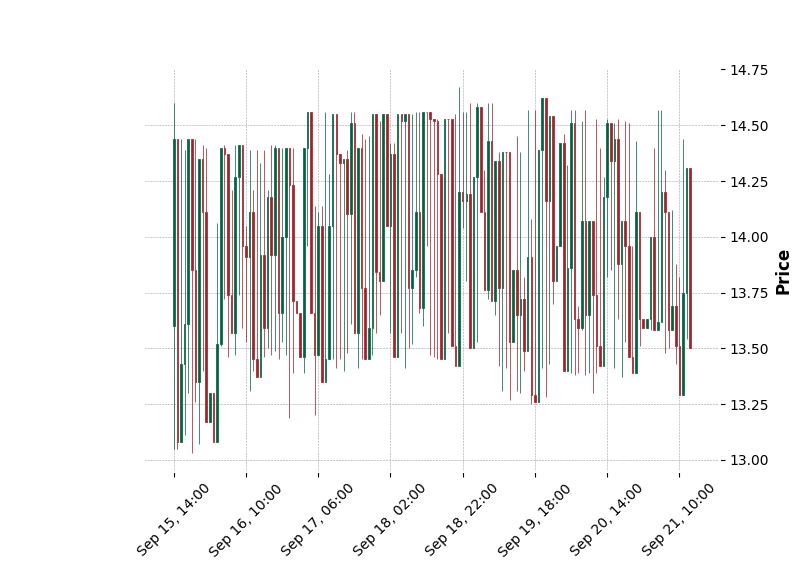 14.75
14.50
14.25
14.00
13.75
13.50
13.25
13.00
Price
Sep 15, 14:00
Sep 16, 10:00
Sep 17, 06:00
Sep 18, 02:00
Sep 18, 22:00
Sep 19, 18:00
Sep 20, 14:00
Sep 21, 10:00